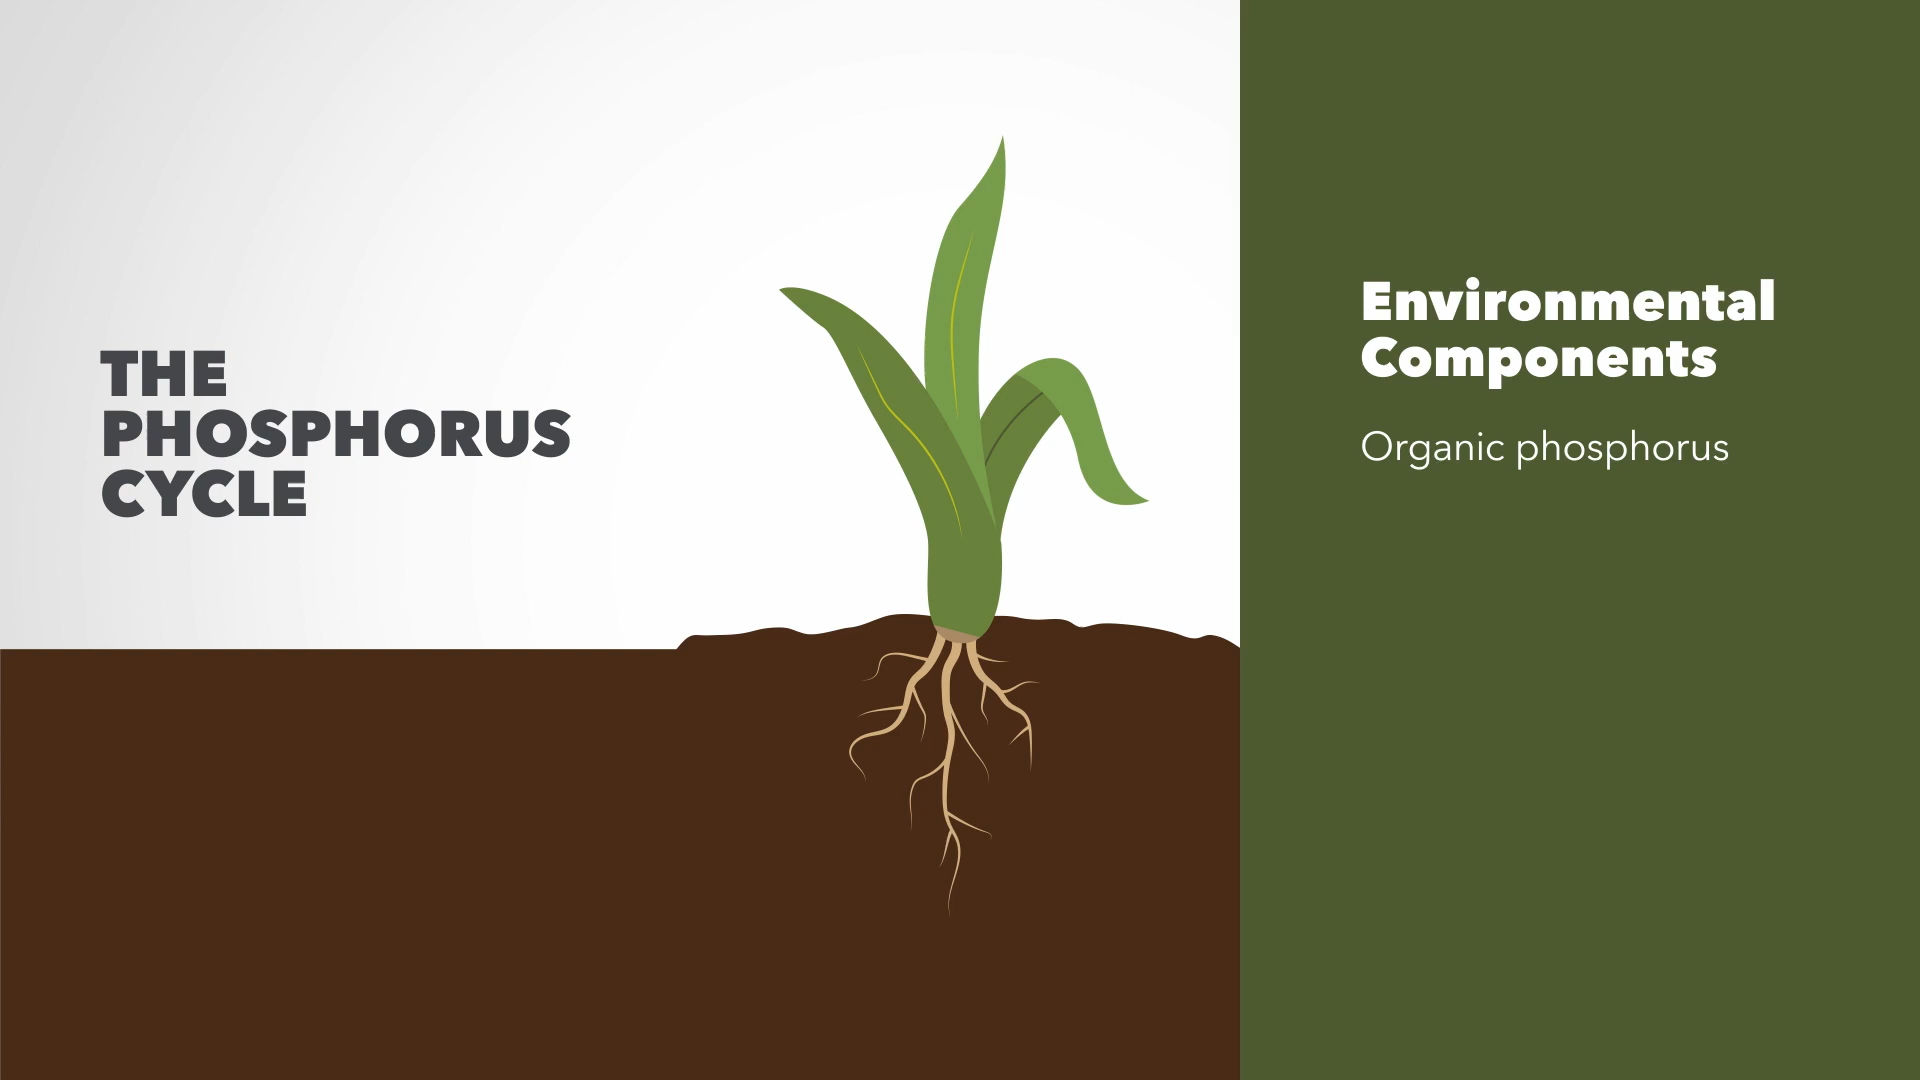 THE
PHOSPHORUS
CYCLE
Environmental
Components
Organic phosphorus